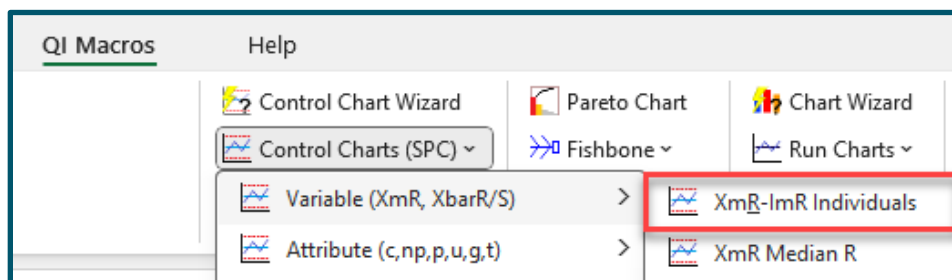 QI Macros Help
Control Chart Wizard Pareto Chart Chart Wizard
Control Charts (SPC) Fishbone Run Charts
Variable (XmR, XbarR/S) XmR-ImR Individuals
Attribute (c,np,p,u,g,t) XmR Median R